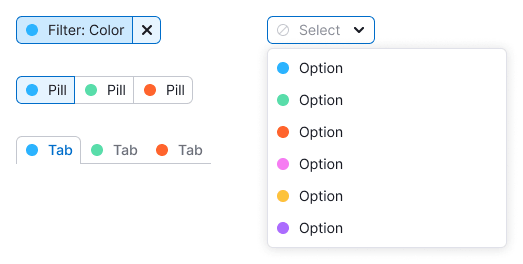 Filter: Color
Pill Pill Pill
Tab Tab Tab
Select
Option
Option
Option
Option
Option
Option